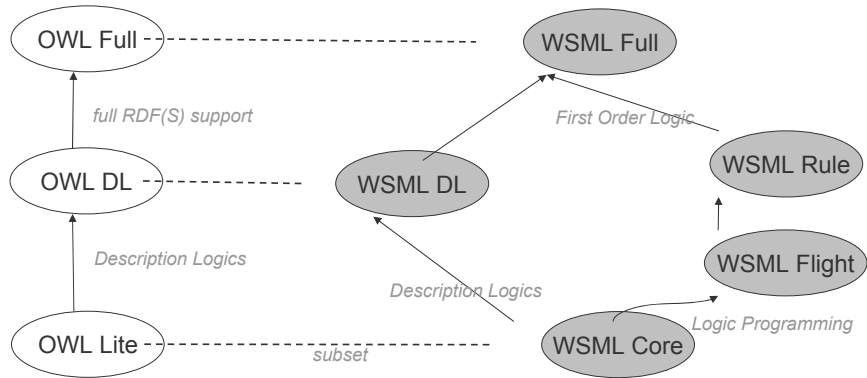 OWL Full
WSML Full
full RDF(S) support
First Order Logic
OWL DL
WSML DL
WSML Rule
Description Logics
Description Logics
WSML Flight
Logic Programming
OWL Lite
subset
WSML Core